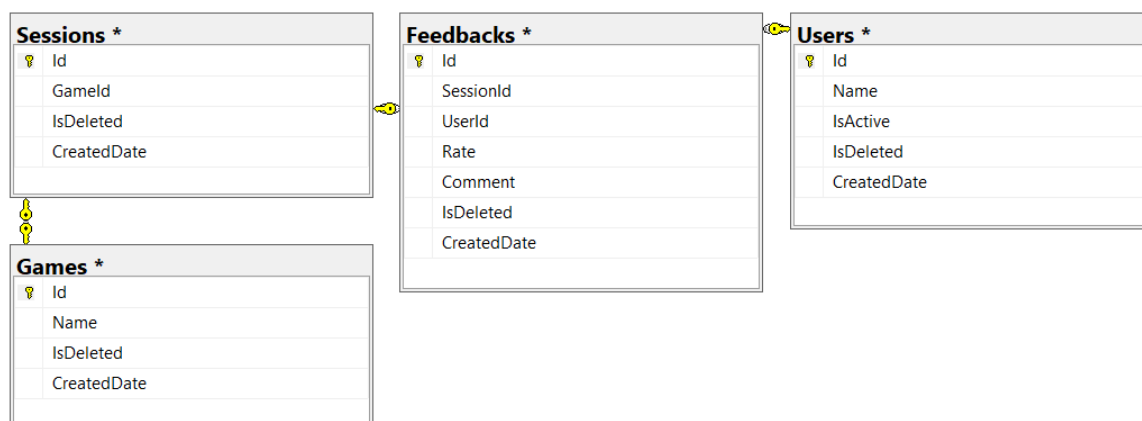 Sessions *
Id
GameId
IsDeleted
CreatedDate
Feedbacks *
Id
SessionId
UserId
Rate
Comment
IsDeleted
CreatedDate
Users *
Id
Name
IsActive
IsDeleted
CreatedDate
Games *
Id
Name
IsDeleted
CreatedDate